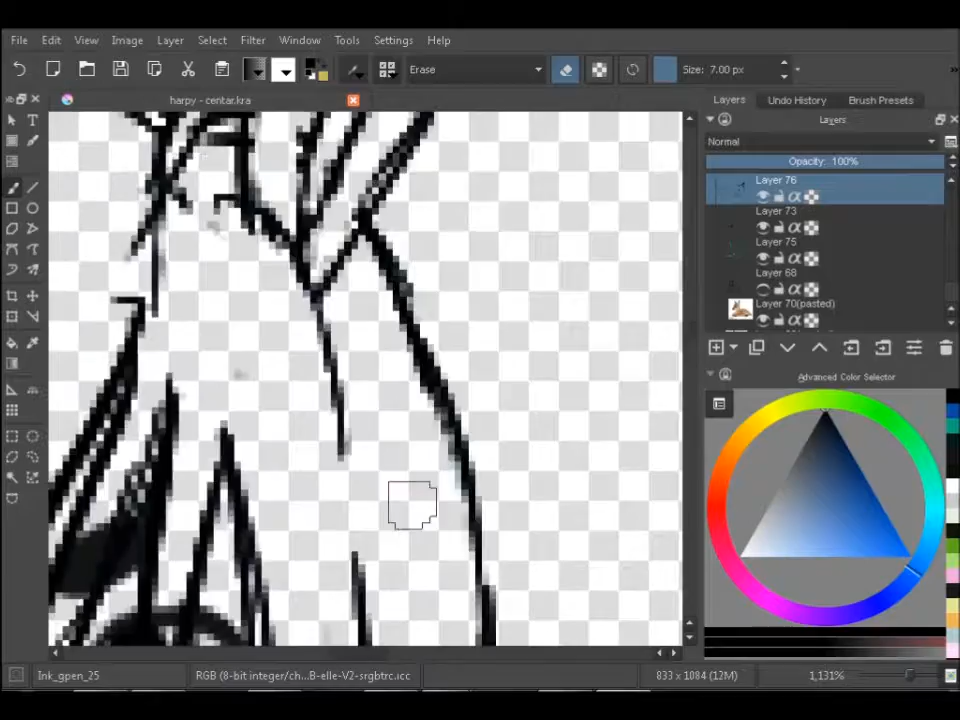 File Edit View Image Layer Select Filter Window Tools Settings Help
Erase Size: 7.00 px
harpy - centar.kra
Layers Undo History Brush Presets
Layers
Normal
Opacity: 100%
Layer 76
Layer 73
Layer 75
Layer 68
Layer 70(pasted)
Advanced Color Selector
Ink_gpen_25 RGB (8-bit integer/ch...B-elle-V2-srgbtrc.icc 833 x 1084 (12M) 1,131%